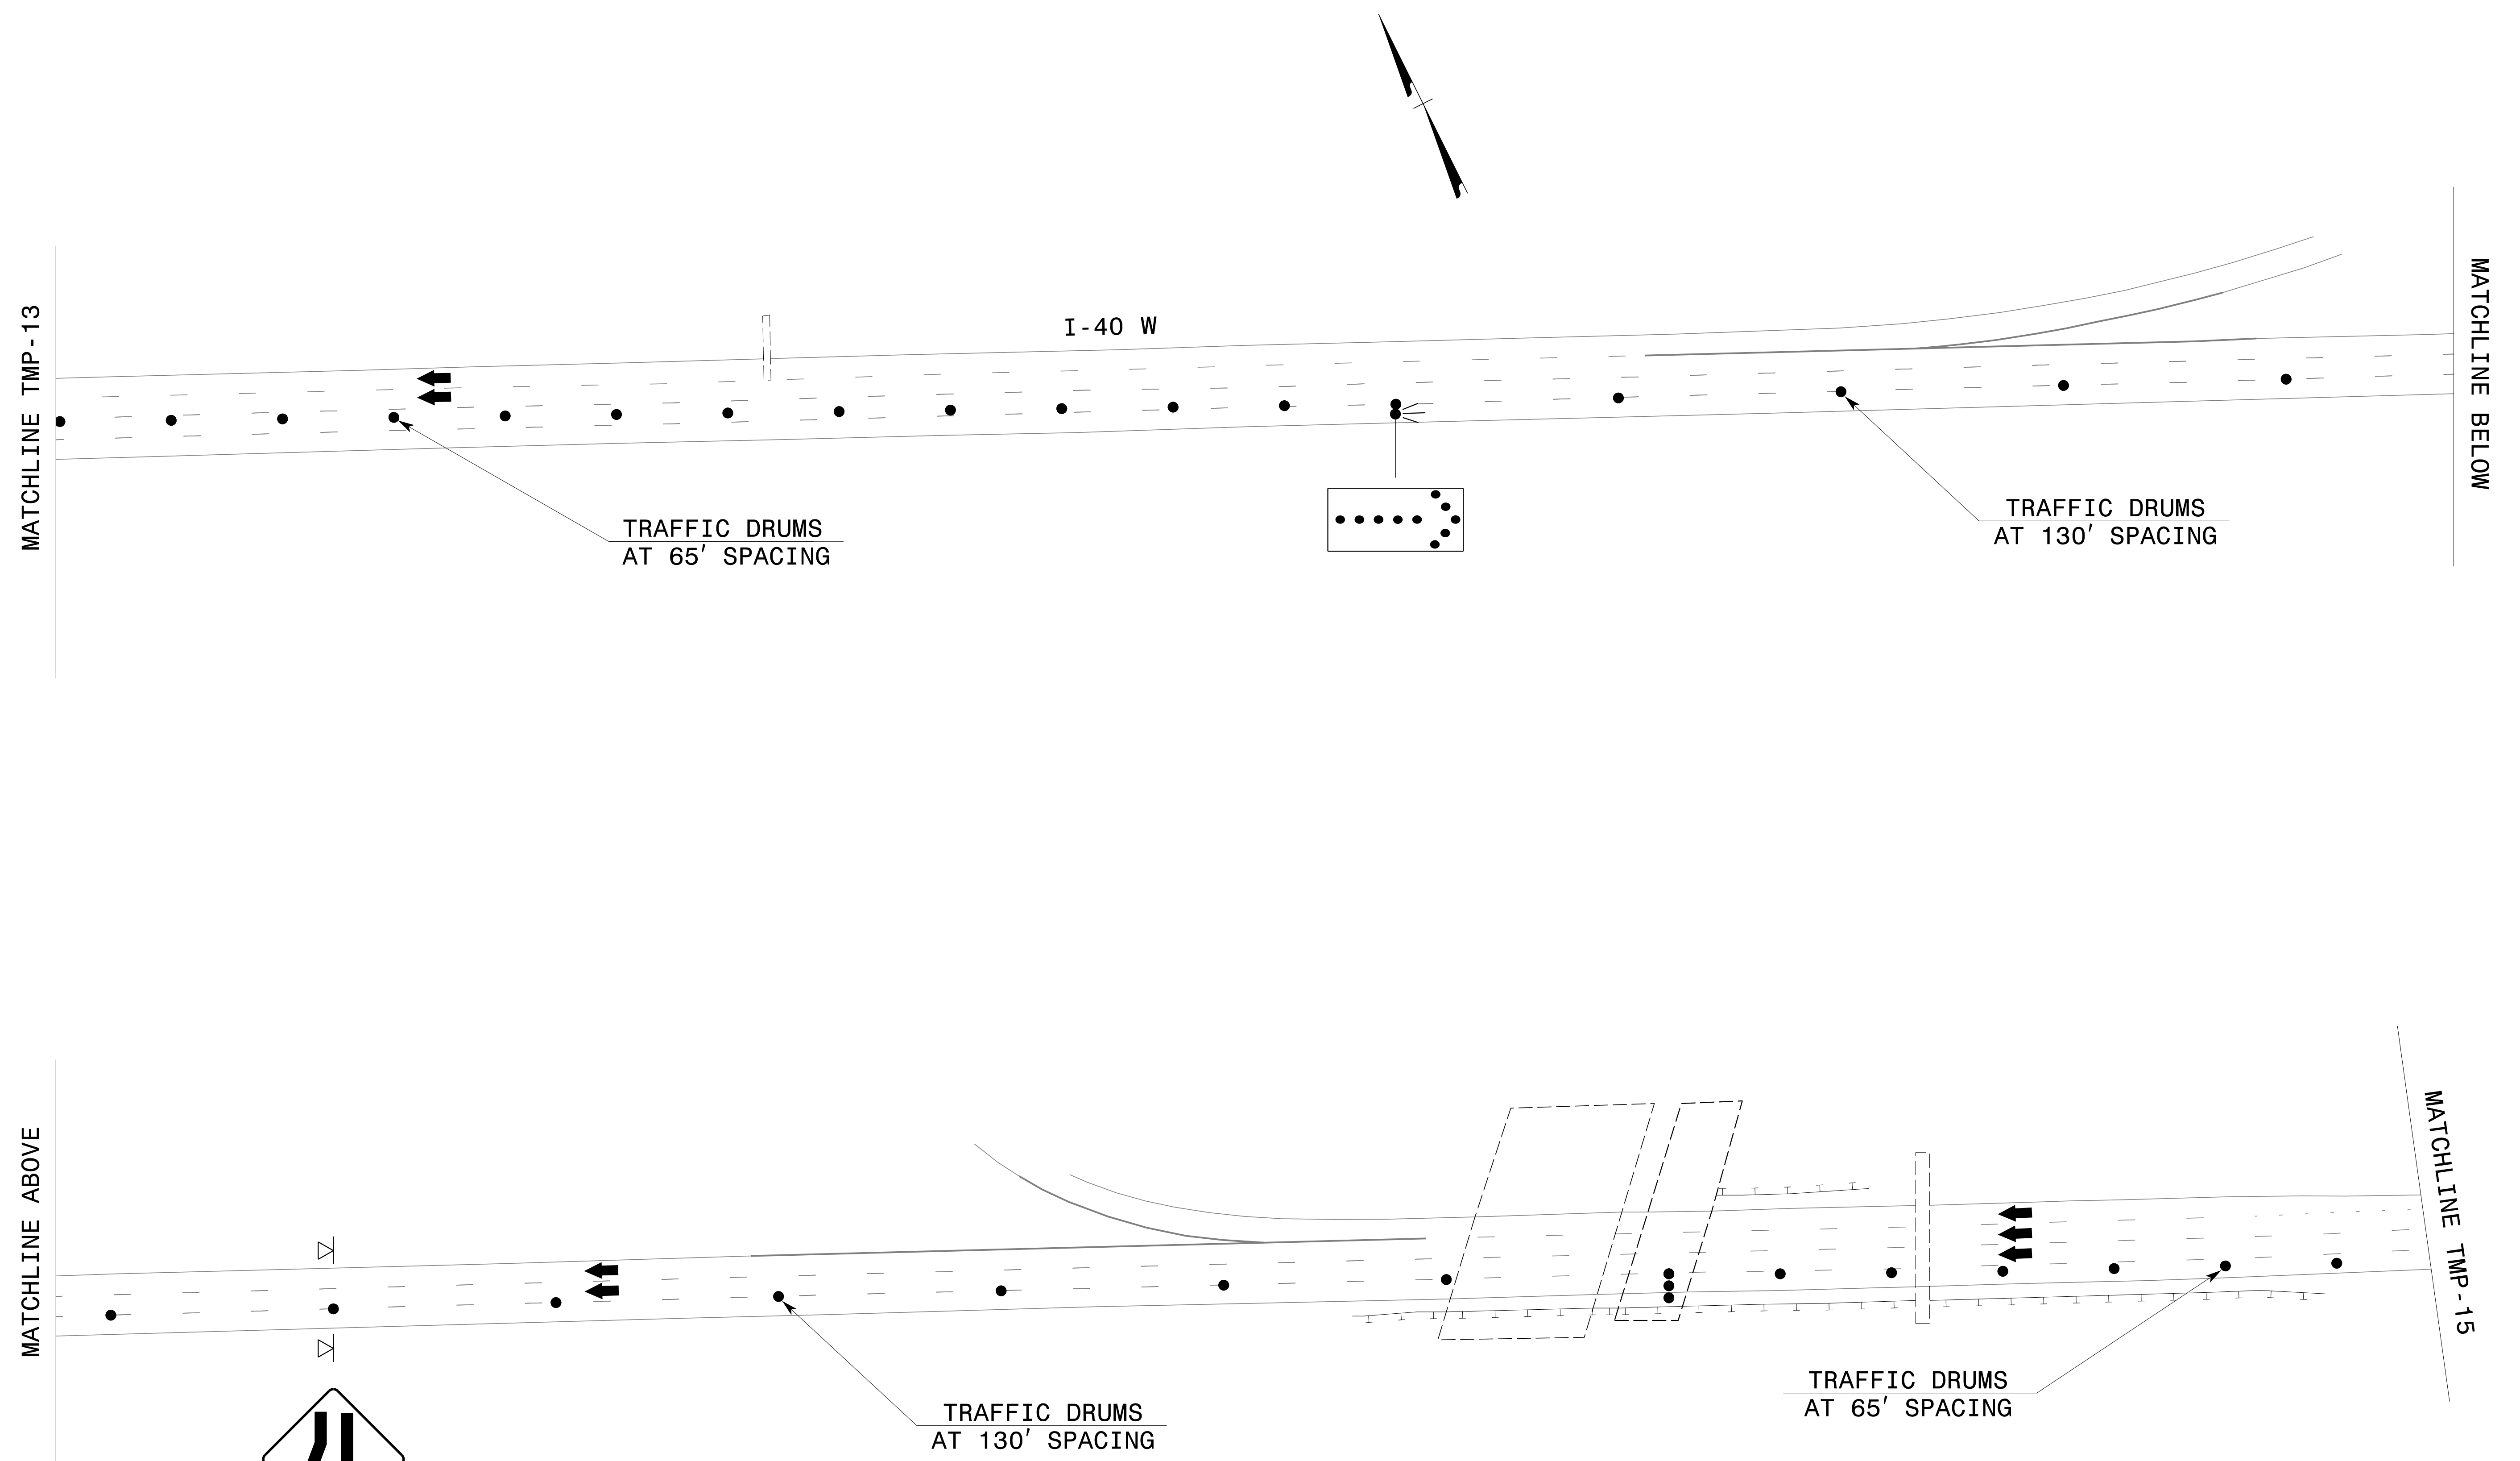 MATCHLINE TMP-13
I-40 W
MATCHLINE BELOW
TRAFFIC DRUMS
AT 65' SPACING
TRAFFIC DRUMS
AT 130' SPACING
MATCHLINE ABOVE
MATCHLINE TMP-15
TRAFFIC DRUMS
AT 130' SPACING
TRAFFIC DRUMS
AT 65' SPACING